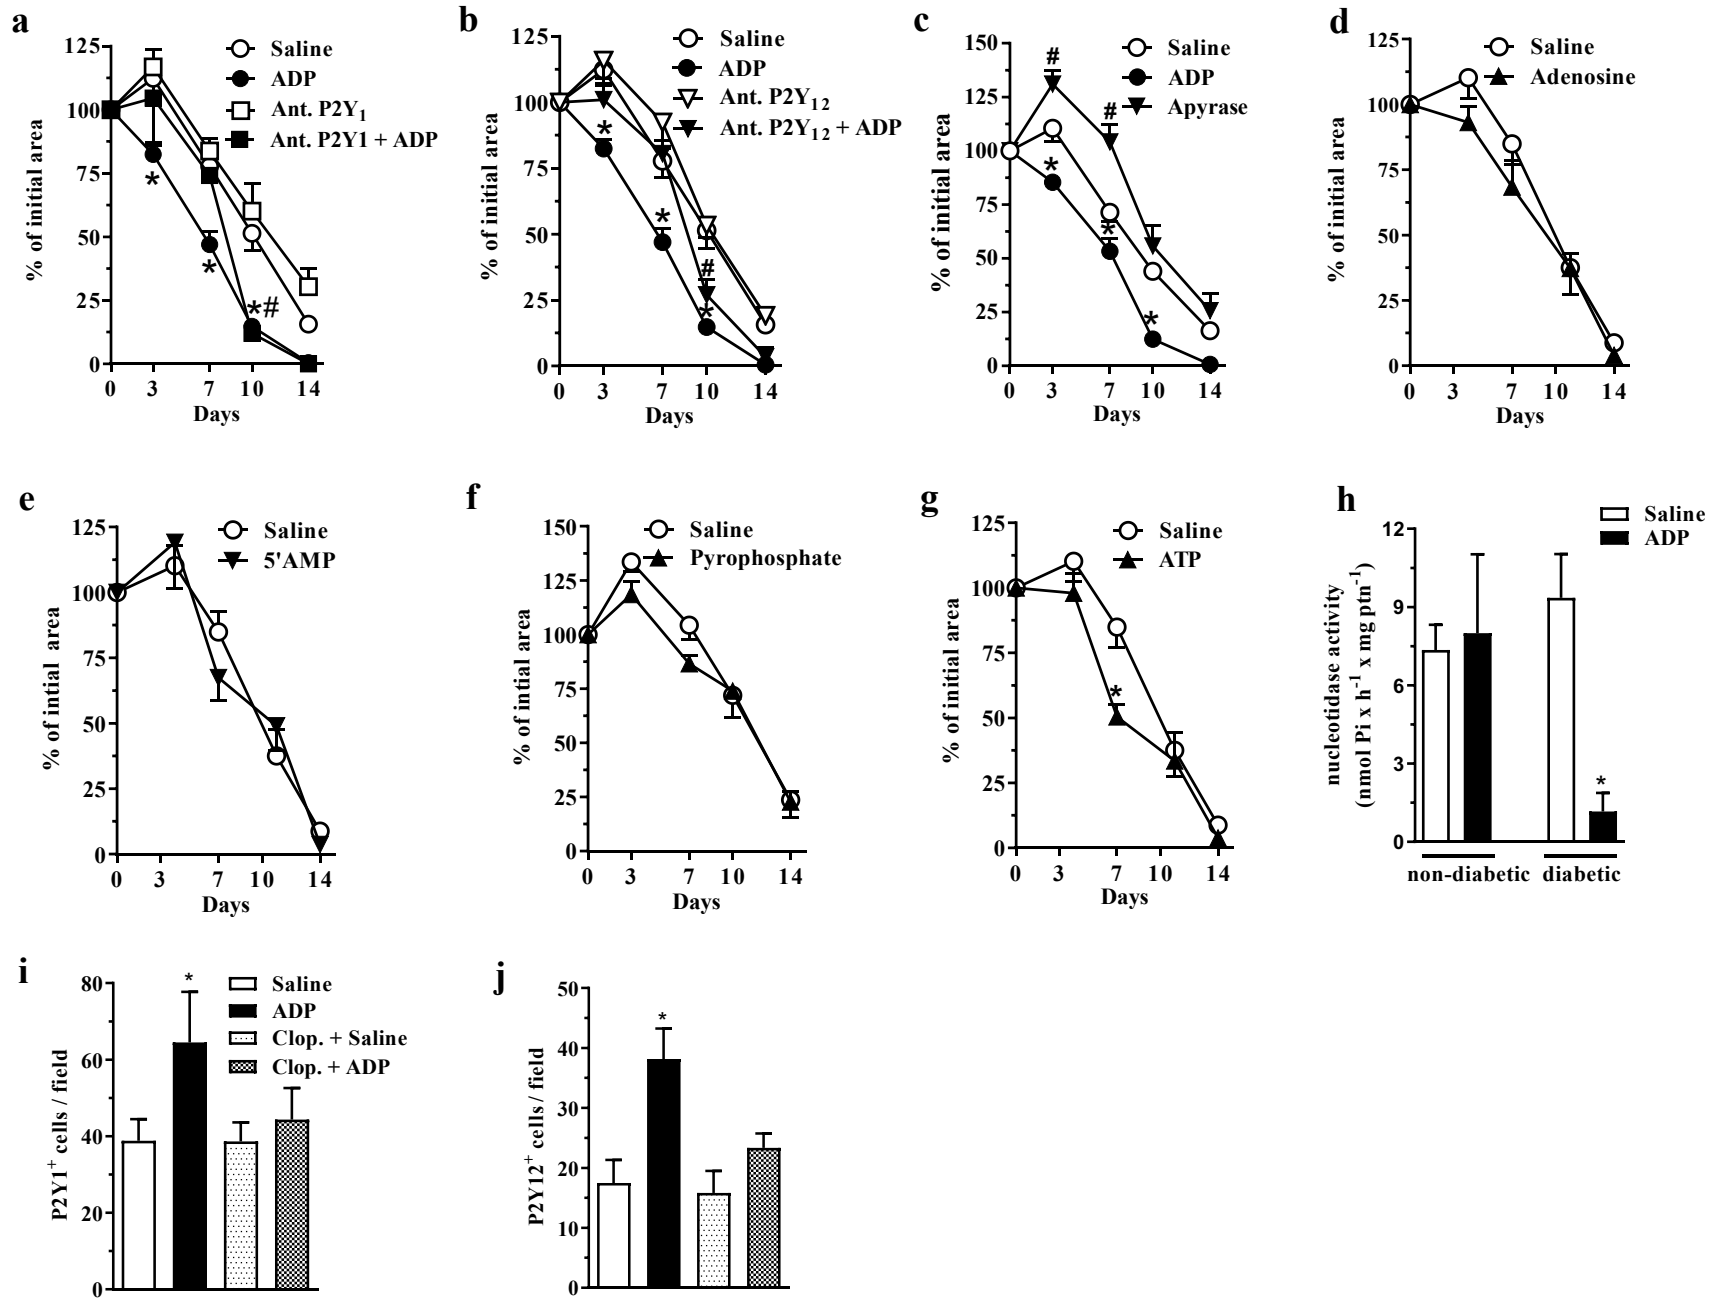 a
125
100
75
50
25
0
% of initial area
0 3 7 10 14
Days
Saline
ADP
Ant. P2Y1
Ant. P2Y1 + ADP
*
*
*#
b
125
100
75
50
25
0
% of initial area
0 3 7 10 14
Days
Saline
ADP
Ant. P2Y12
Ant. P2Y12 + ADP
*
*
#
*
c
150
125
100
75
50
25
0
% of initial area
0 3 7 10 14
Days
Saline
ADP
Apyrase
#
#
*
*
*
d
125
100
75
50
25
0
% of initial area
0 3 7 10 14
Days
Saline
Adenosine
e
125
100
75
50
25
0
% of intial area
0 3 7 10 14
Days
Saline
5'AMP
f
150
125
100
75
50
25
0
% of intial area
0 3 7 10 14
Days
Saline
Pyrophosphate
g
125
100
75
50
25
0
% of initial area
0 3 7 10 14
Days
Saline
ATP
*
h
12
9
6
3
0
nucleotidase activity
(nmol Pi x h-1 x mg ptn-1)
Saline
ADP
*
non-diabetic diabetic
i
80
60
40
20
0
P2Y1+ cells / field
*
Saline
ADP
Clop. + Saline
Clop. + ADP
j
50
40
30
20
10
0
P2Y12+ cells / field
*